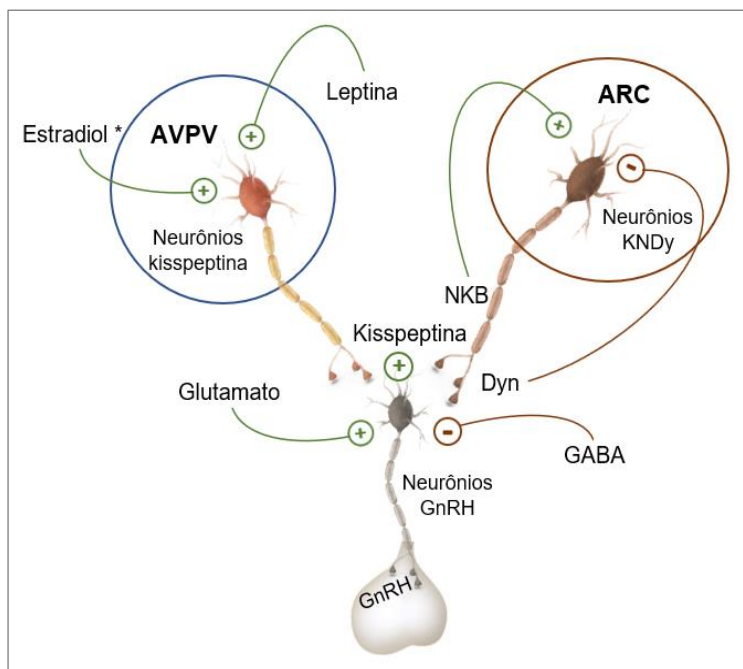 Leptina
ARC
Estradiol *
AVPV
+
+
+
-
Neurônios
kisspeptina
Neurônios
KNDy
NKB
Kisspeptina
+
Dyn
Glutamato
+
-
GABA
Neurônios
GnRH
GnRH